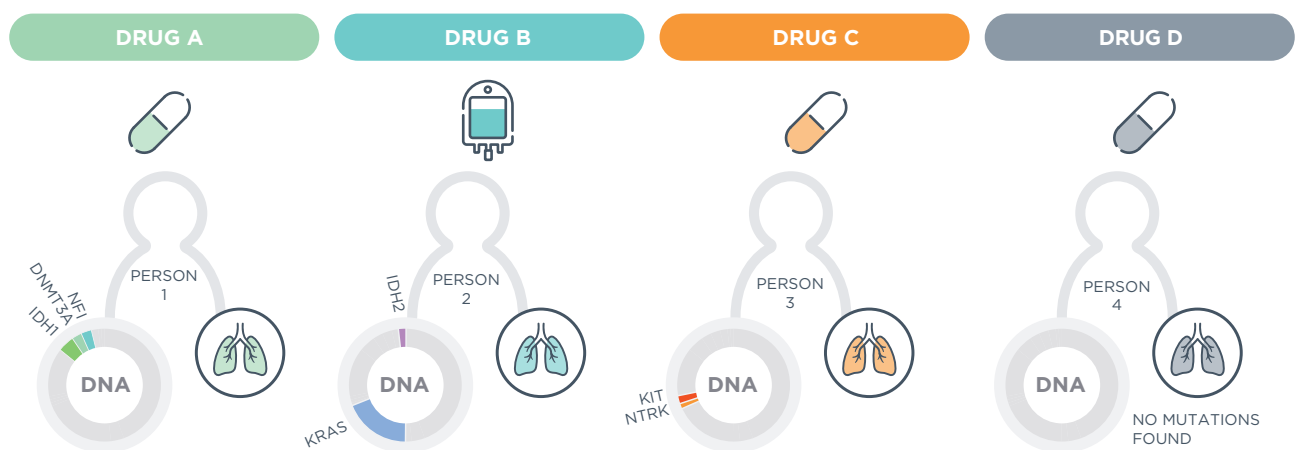 DRUG A
DRUG B
DRUG C
DRUG D
PERSON
1
IDH1
DNMT3A
NFI
DNA
PERSON
2
IDH2
KRAS
DNA
PERSON
3
KIT
NTRK
DNA
PERSON
4
DNA
NO MUTATIONS
FOUND